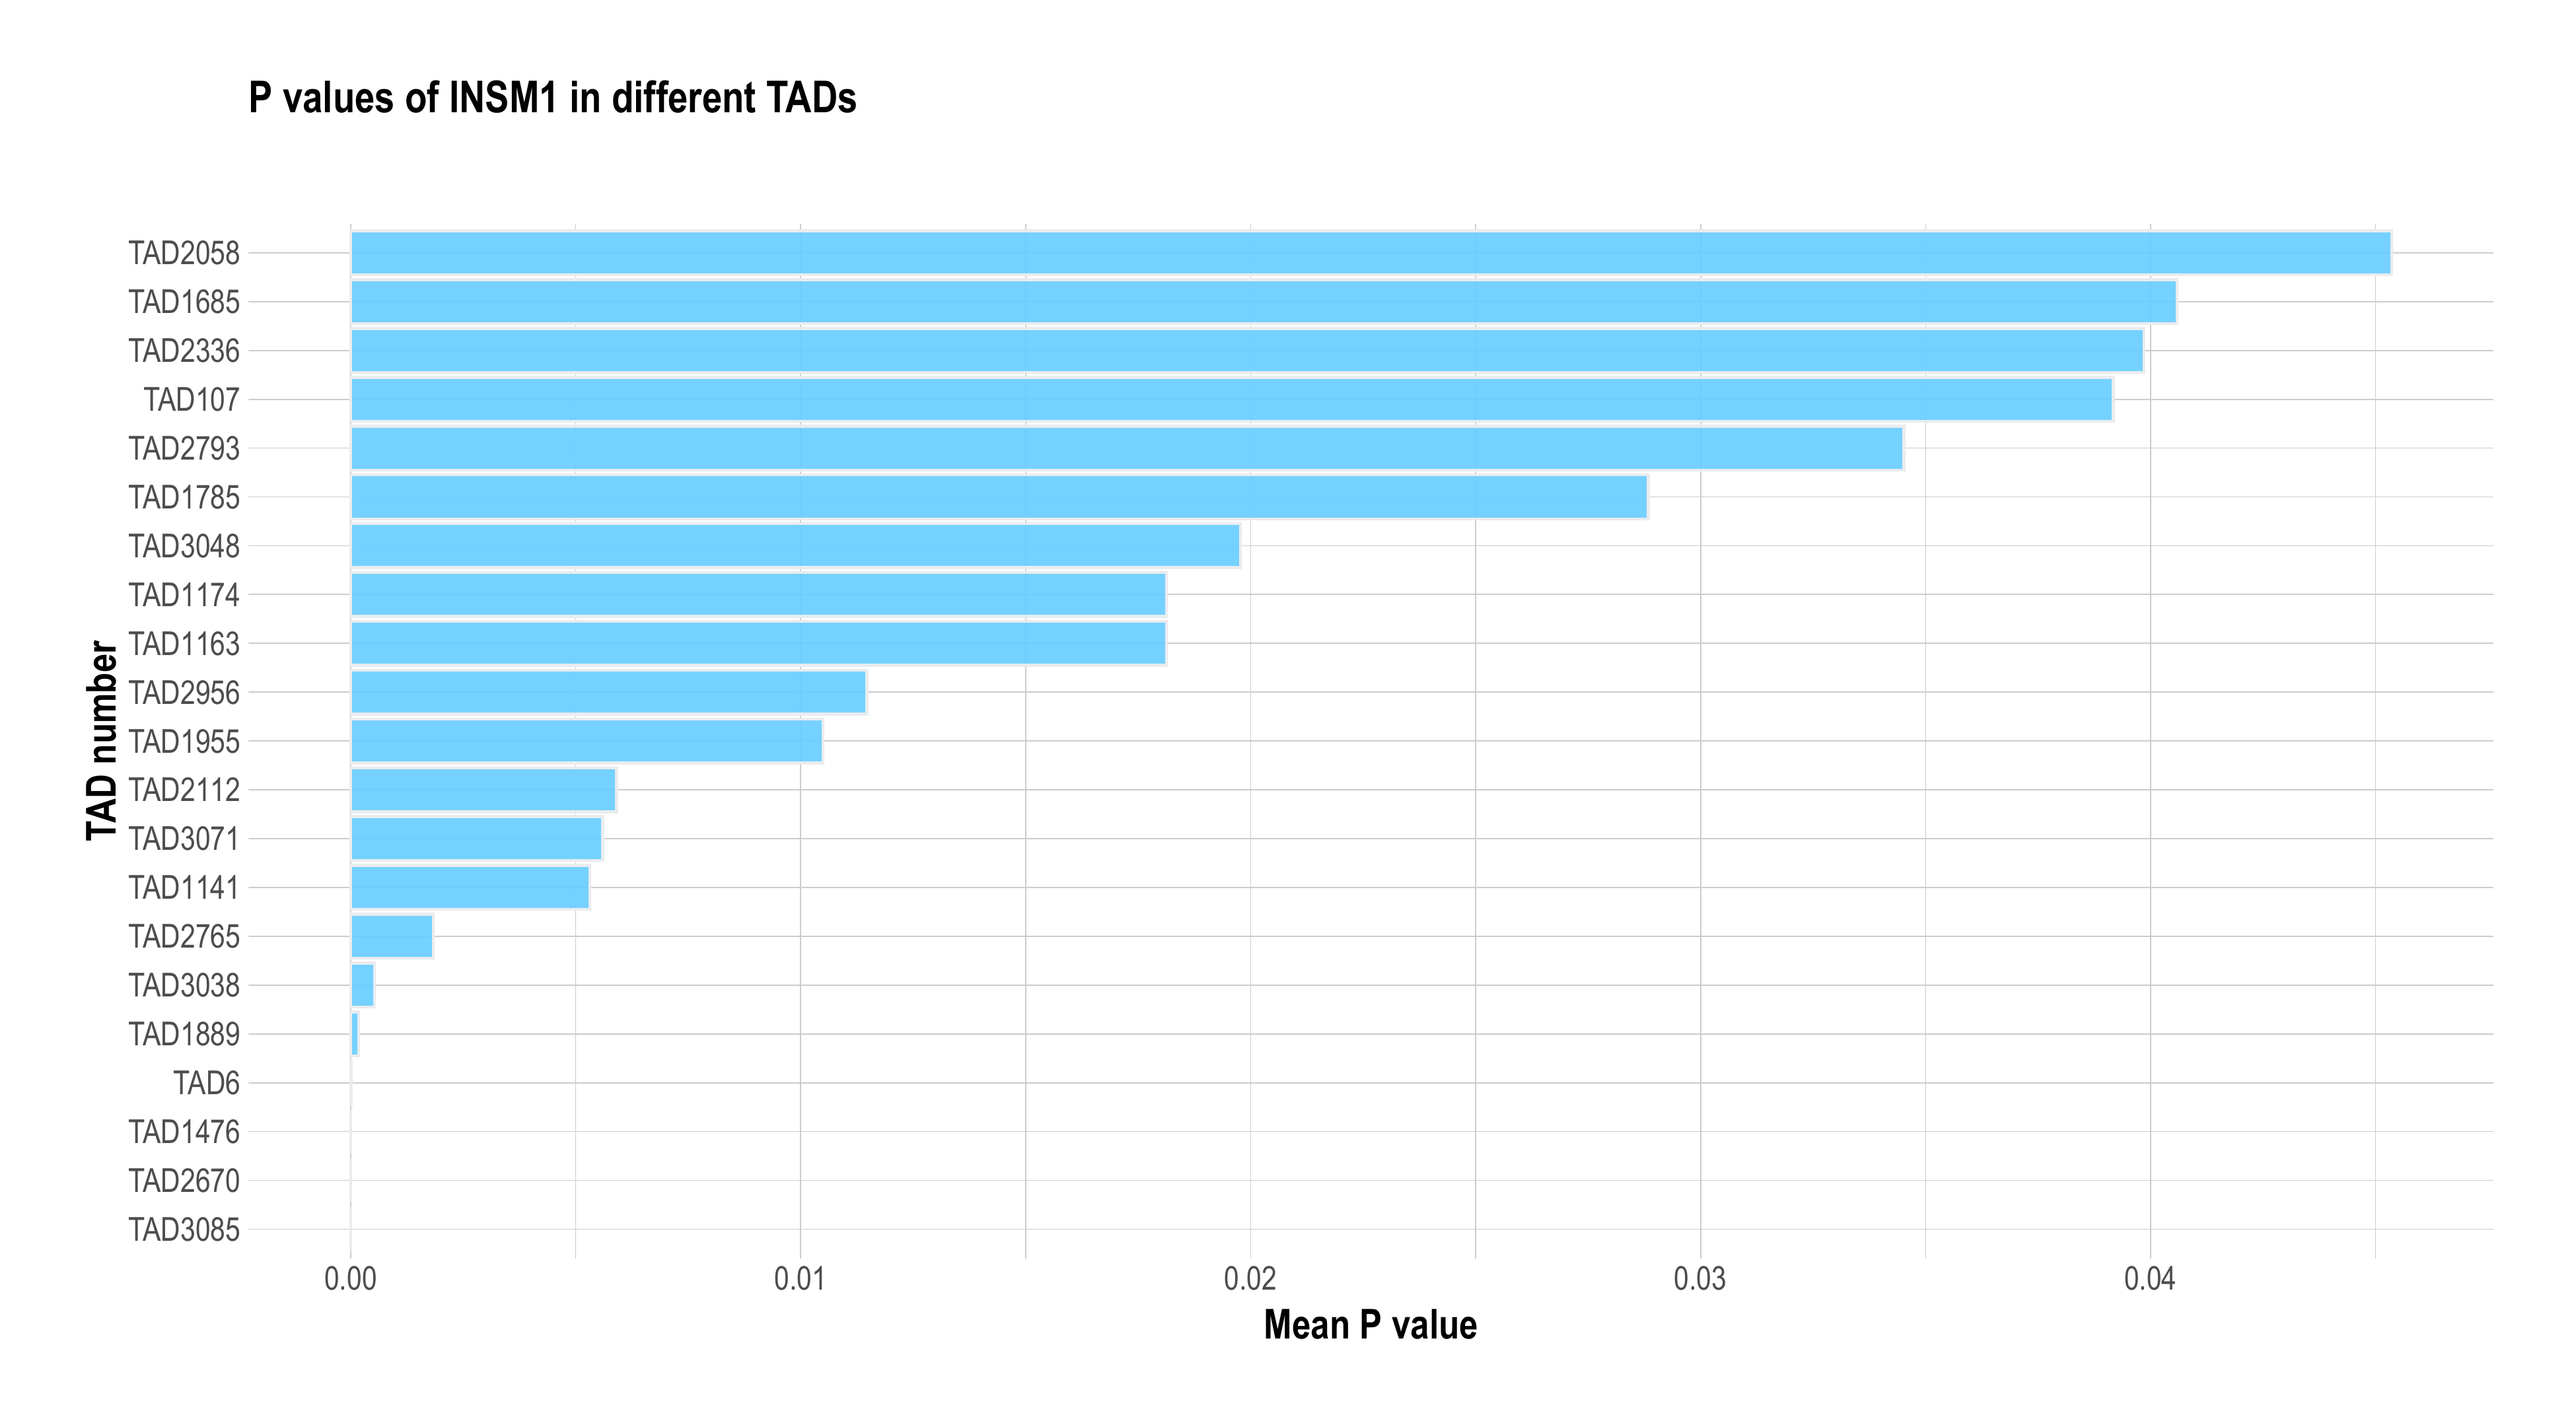 P values of INSM1 in different TADs
TAD number
TAD2058
TAD1685
TAD2336
TAD107
TAD2793
TAD1785
TAD3048
TAD1174
TAD1163
TAD2956
TAD1955
TAD2112
TAD3071
TAD1141
TAD2765
TAD3038
TAD1889
TAD6
TAD1476
TAD2670
TAD3085
0.00 0.01 0.02 0.03 0.04
Mean P value